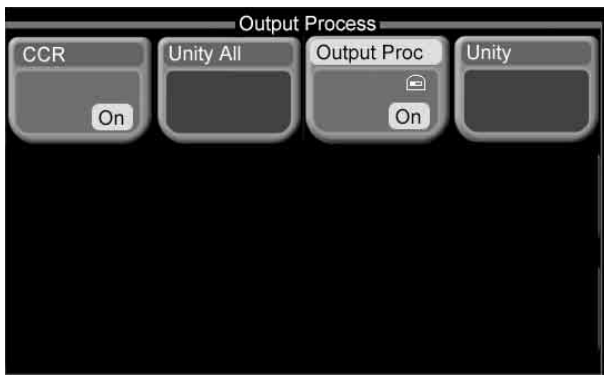 Output Process
CCR
Unity All
Output Proc
Unity
On
On